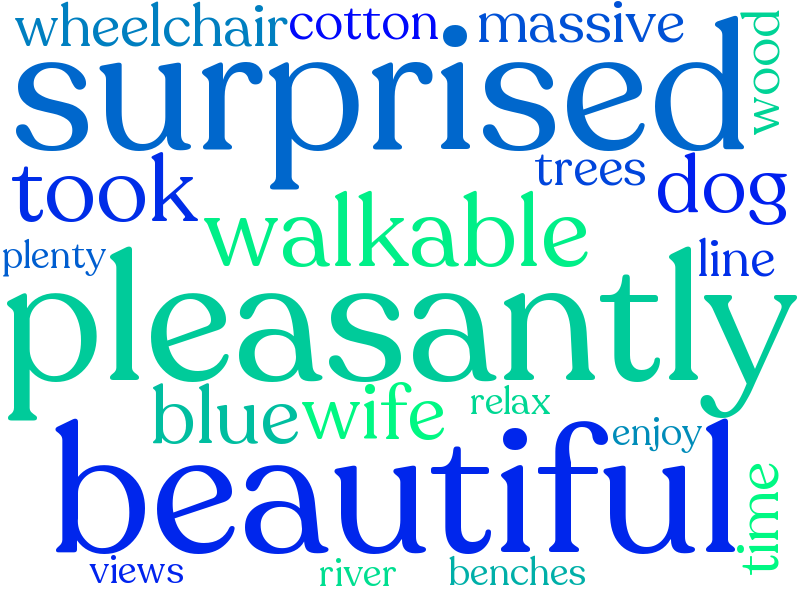 wheelchair cotton massive
surprised
wood
took
trees
dog
walkable
plenty
line
pleasantly
blue wife
relax
enjoy
beautiful
time
views
river
benches